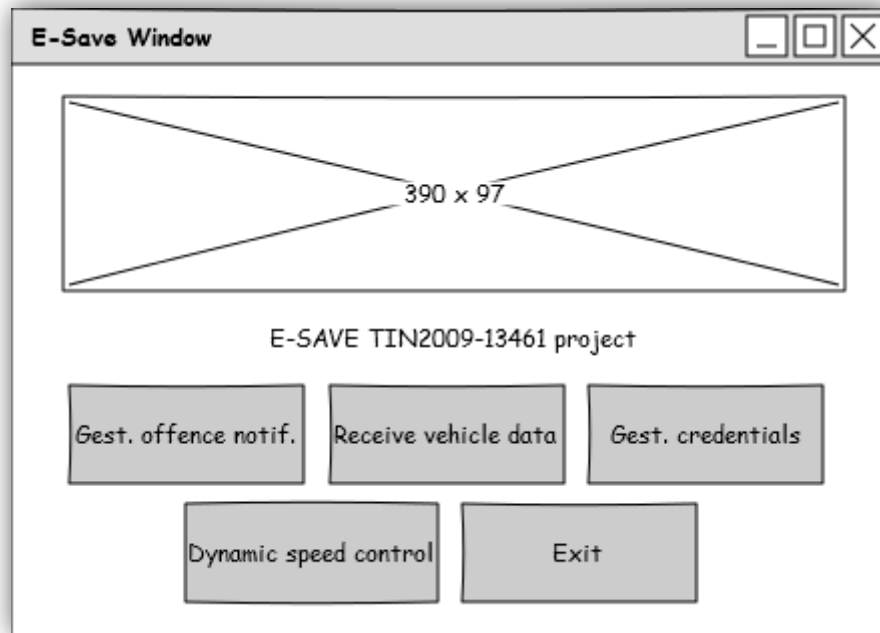 E-Save Window
390 x 97
E-SAVE TIN2009-13461 project
Gest. offence notif.
Receive vehicle data
Gest. credentials
Dynamic speed control
Exit